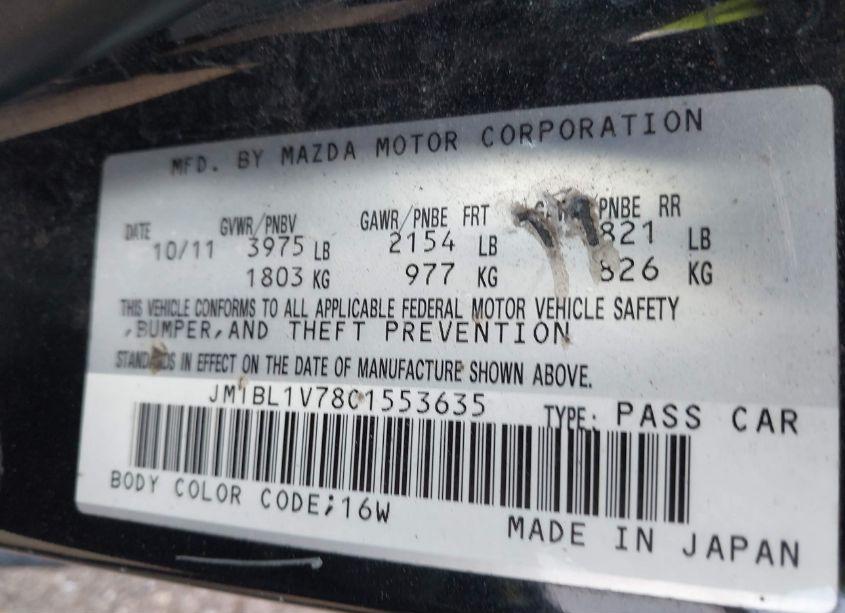 MFD. BY MAZDA MOTOR CORPORATION
DATE GVWR/PNBV GAWR/PNBE FRT PNBE RR
10/11 3975 LB 2154 LB 821 LB
1803 KG 977 KG 826 KG
THIS VEHICLE CONFORMS TO ALL APPLICABLE FEDERAL MOTOR VEHICLE SAFETY
,BUMPER,AND THEFT PREVENTION
STANDARDS IN EFFECT ON THE DATE OF MANUFACTURE SHOWN ABOVE.
JM1BL1V78C1553635 TYPE: PASS CAR
BODY COLOR CODE;16W
MADE IN JAPAN